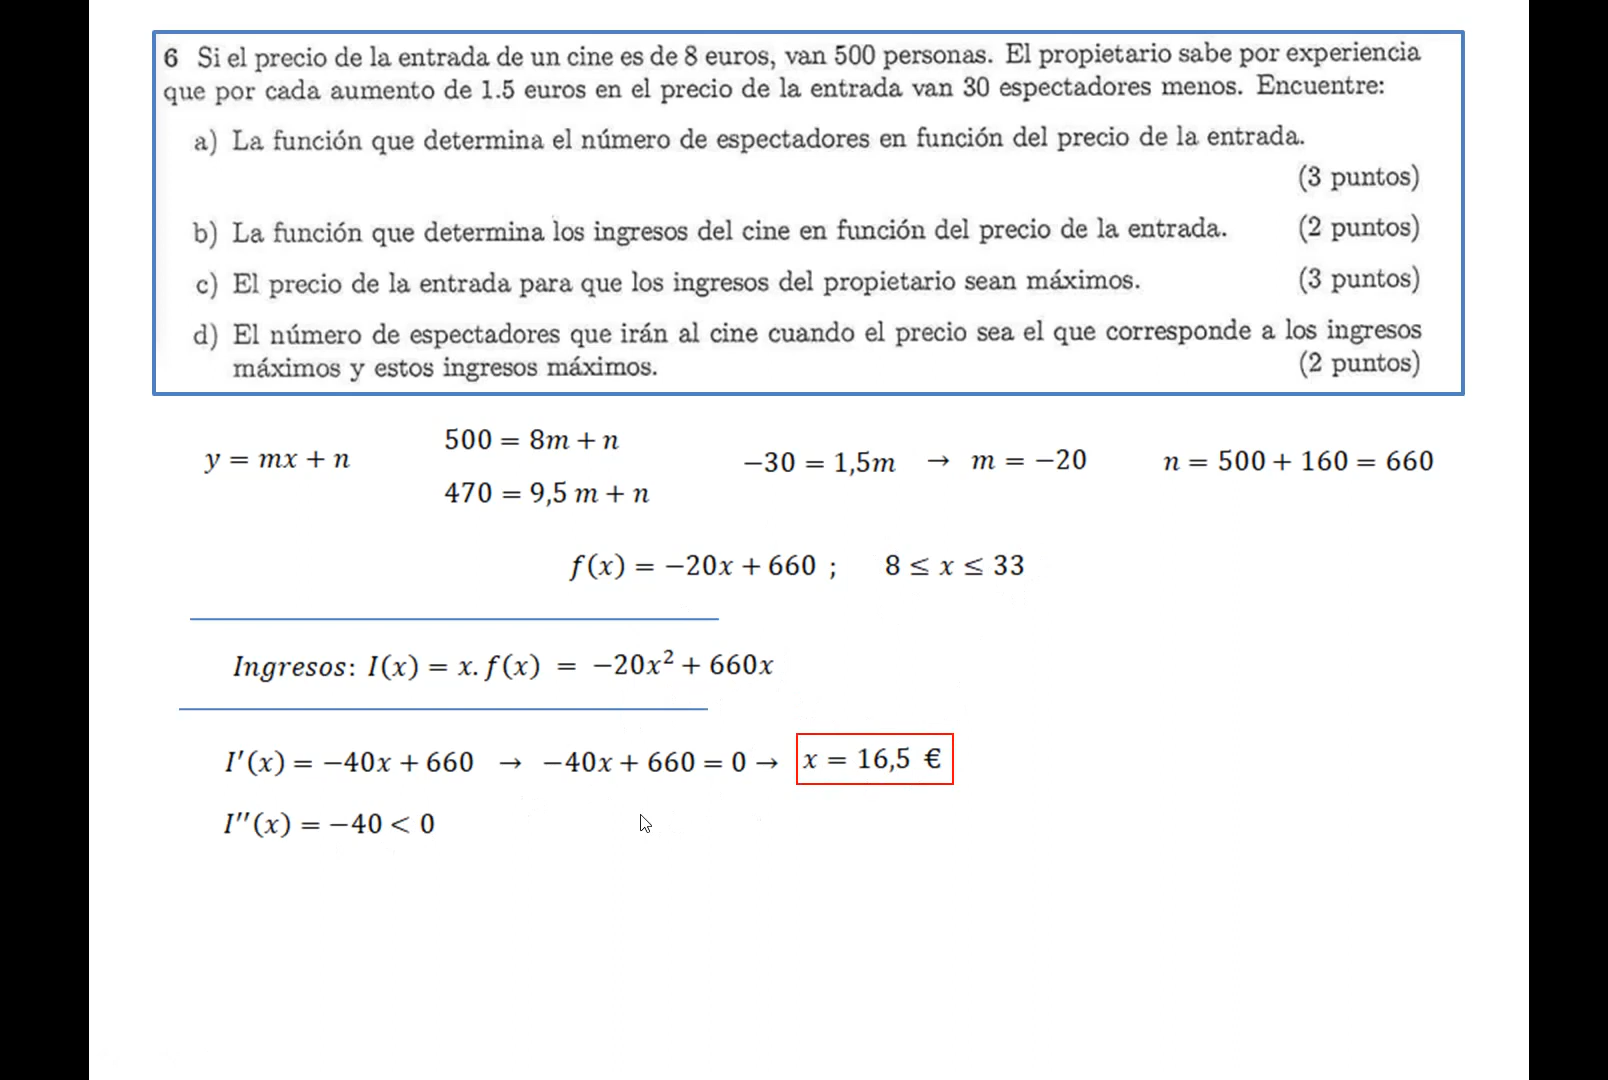 6 Si el precio de la entrada de un cine es de 8 euros, van 500 personas. El propietario sabe por experiencia
que por cada aumento de 1.5 euros en el precio de la entrada van 30 espectadores menos. Encuentre:
a) La función que determina el número de espectadores en función del precio de la entrada.
(3 puntos)
b) La función que determina los ingresos del cine en función del precio de la entrada. (2 puntos)
c) El precio de la entrada para que los ingresos del propietario sean máximos. (3 puntos)
d) El número de espectadores que irán al cine cuando el precio sea el que corresponde a los ingresos
máximos y estos ingresos máximos. (2 puntos)
500 = 8m + n
y = mx + n −30 = 1,5m → m = −20 n = 500 + 160 = 660
470 = 9,5 m + n
f(x) = −20x + 660 ; 8 ≤ x ≤ 33
Ingresos: I(x) = x. f(x) = −20x² + 660x
I′(x) = −40x + 660 → −40x + 660 = 0 → x = 16,5 €
I′′(x) = −40 < 0